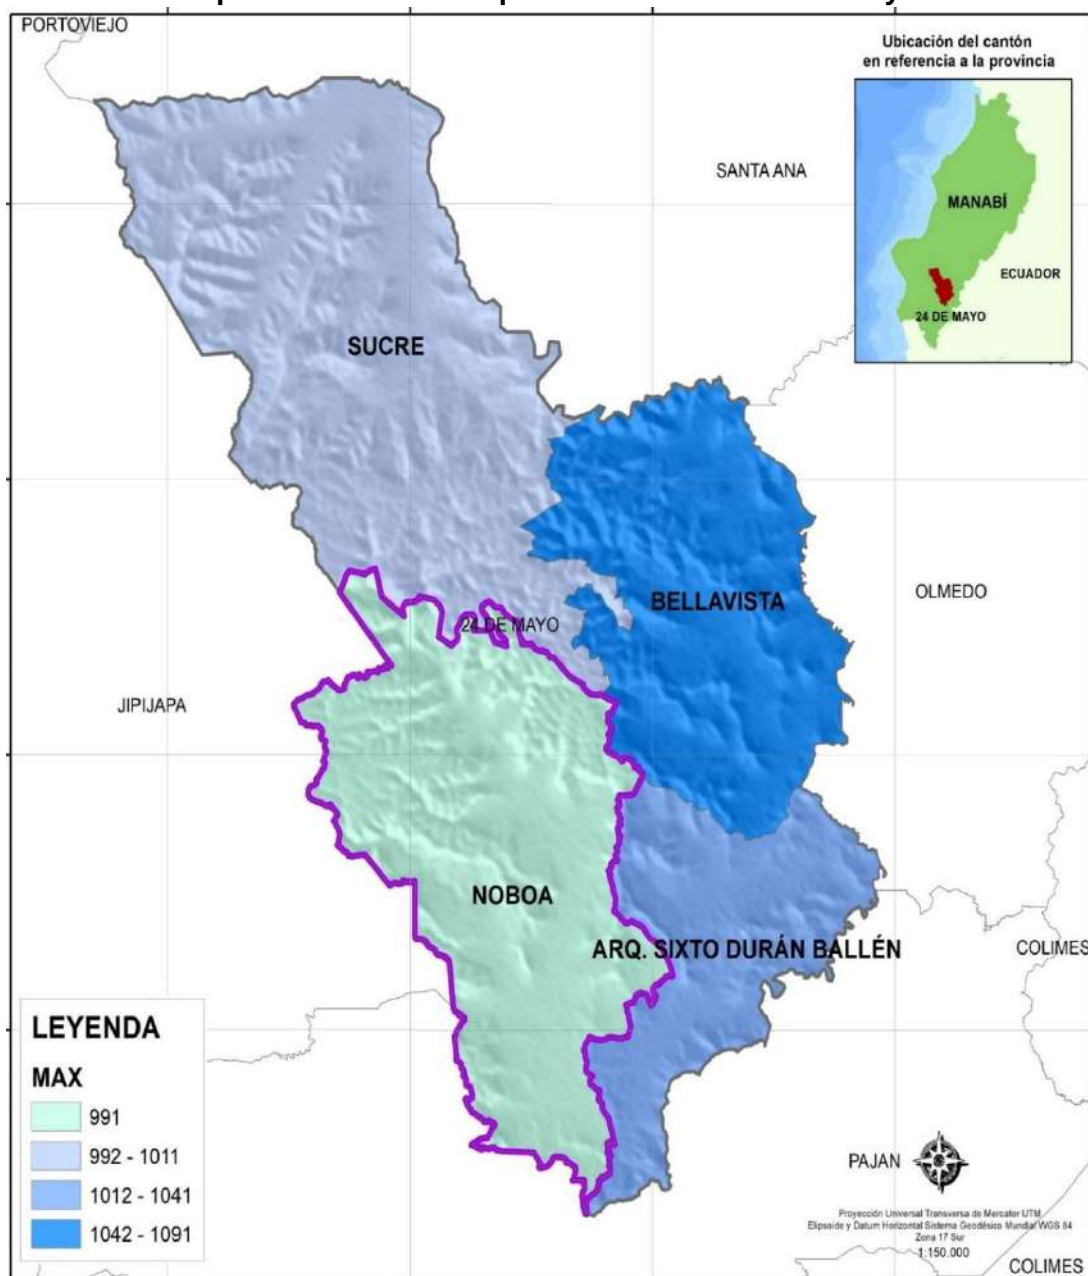 PORTOVIEJO
Ubicación del cantón
en referencia a la provincia
SANTA ANA
MANABÍ
ECUADOR
24 DE MAYO
SUCRE
BELLAVISTA
OLMEDO
24 DE MAYO
JIPIJAPA
NOBOA
ARQ. SIXTO DURÁN BALLÉN
COLIMES
LEYENDA
MAX
991
992 - 1011
1012 - 1041
1042 - 1091
PAJAN
Proyección Universal Transversa de Mercator UTM
Elipsoide y Datum Horizontal Sistema Geodésico Mundial WGS 84
Zona 17 Sur
1:150.000
COLIMES